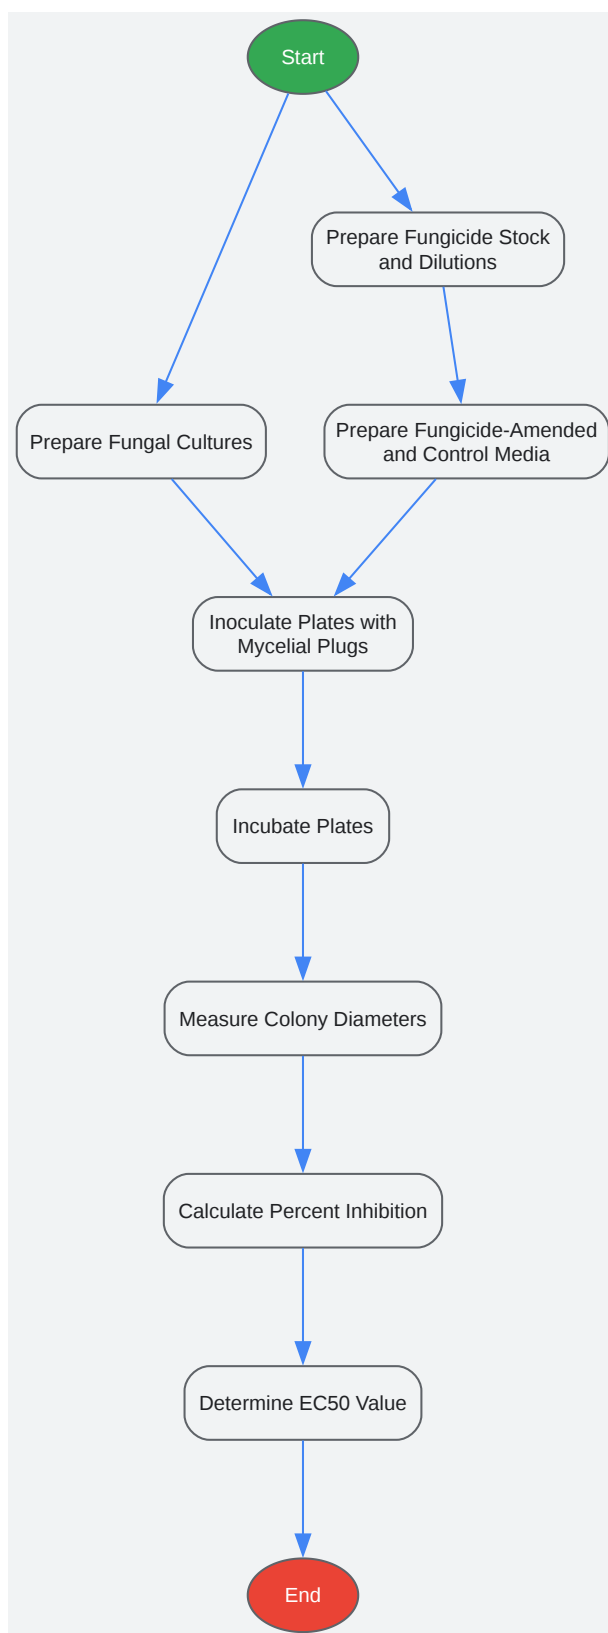 Start
Prepare Fungicide Stock
and Dilutions
Prepare Fungal Cultures
Prepare Fungicide-Amended
and Control Media
Inoculate Plates with
Mycelial Plugs
Incubate Plates
Measure Colony Diameters
Calculate Percent Inhibition
Determine EC50 Value
End